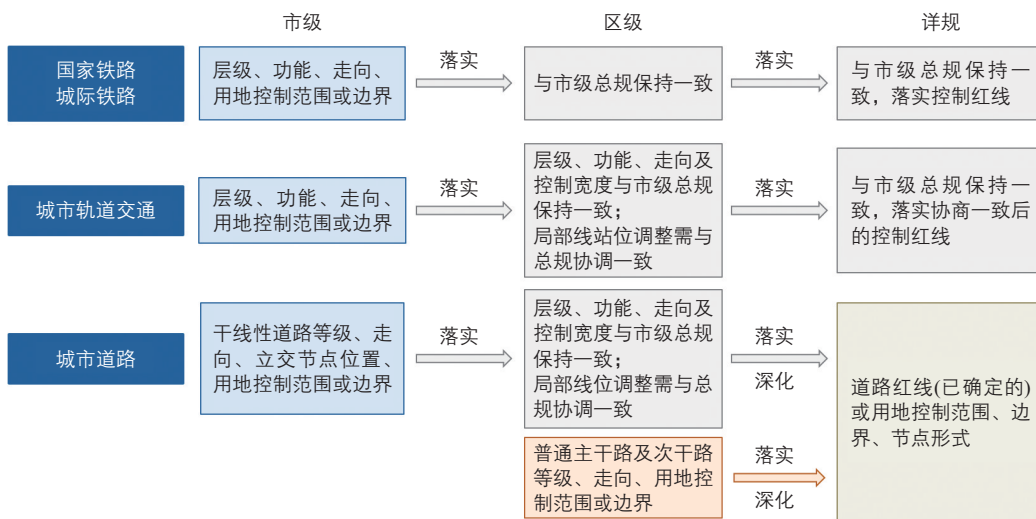 市级
区级
详规
国家铁路
城际铁路
层级、功能、走向、
用地控制范围或边界
落实
与市级总规保持一致
落实
与市级总规保持一
致，落实控制红线
城市轨道交通
层级、功能、走向、
用地控制范围或边界
落实
层级、功能、走向及
控制宽度与市级总规
保持一致；
局部线站位调整需与
总规协调一致
落实
与市级总规保持一
致，落实协商一致后
的控制红线
城市道路
干线性道路等级、走
向、立交节点位置、
用地控制范围或边界
落实
层级、功能、走向及
控制宽度与市级总规
保持一致；
局部线位调整需与总
规协调一致
落实
深化
道路红线(已确定的)
或用地控制范围、边
界、节点形式
普通主干路及次干路
等级、走向、用地控
制范围或边界
落实
深化